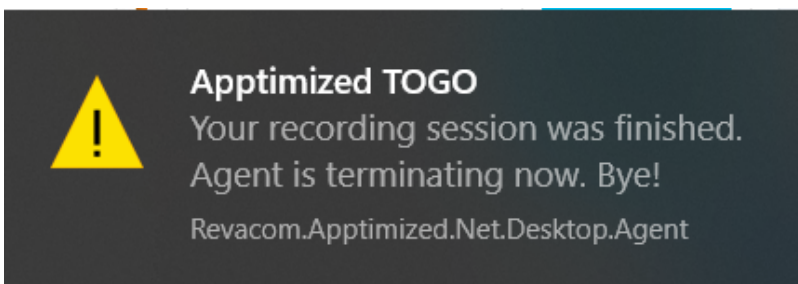 Apptimized TOGO
Your recording session was finished.
Agent is terminating now. Bye!
Revacom.Apptimized.Net.Desktop.Agent